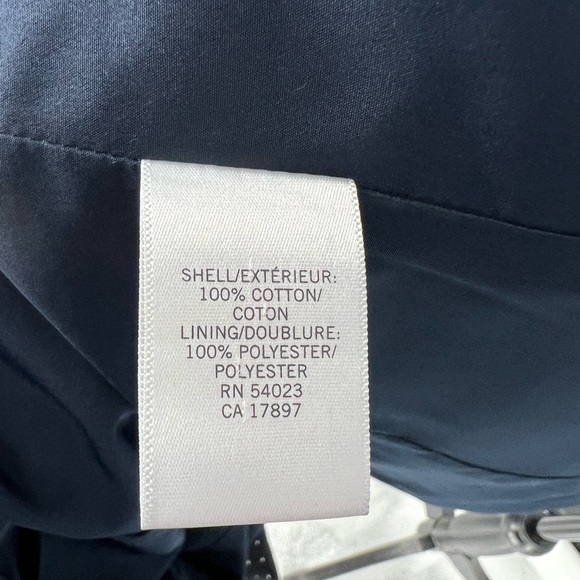 SHELL/EXTÉRIEUR:
100% COTTON/
COTON
LINING/DOUBLURE:
100% POLYESTER/
POLYESTER
RN 54023
CA 17897